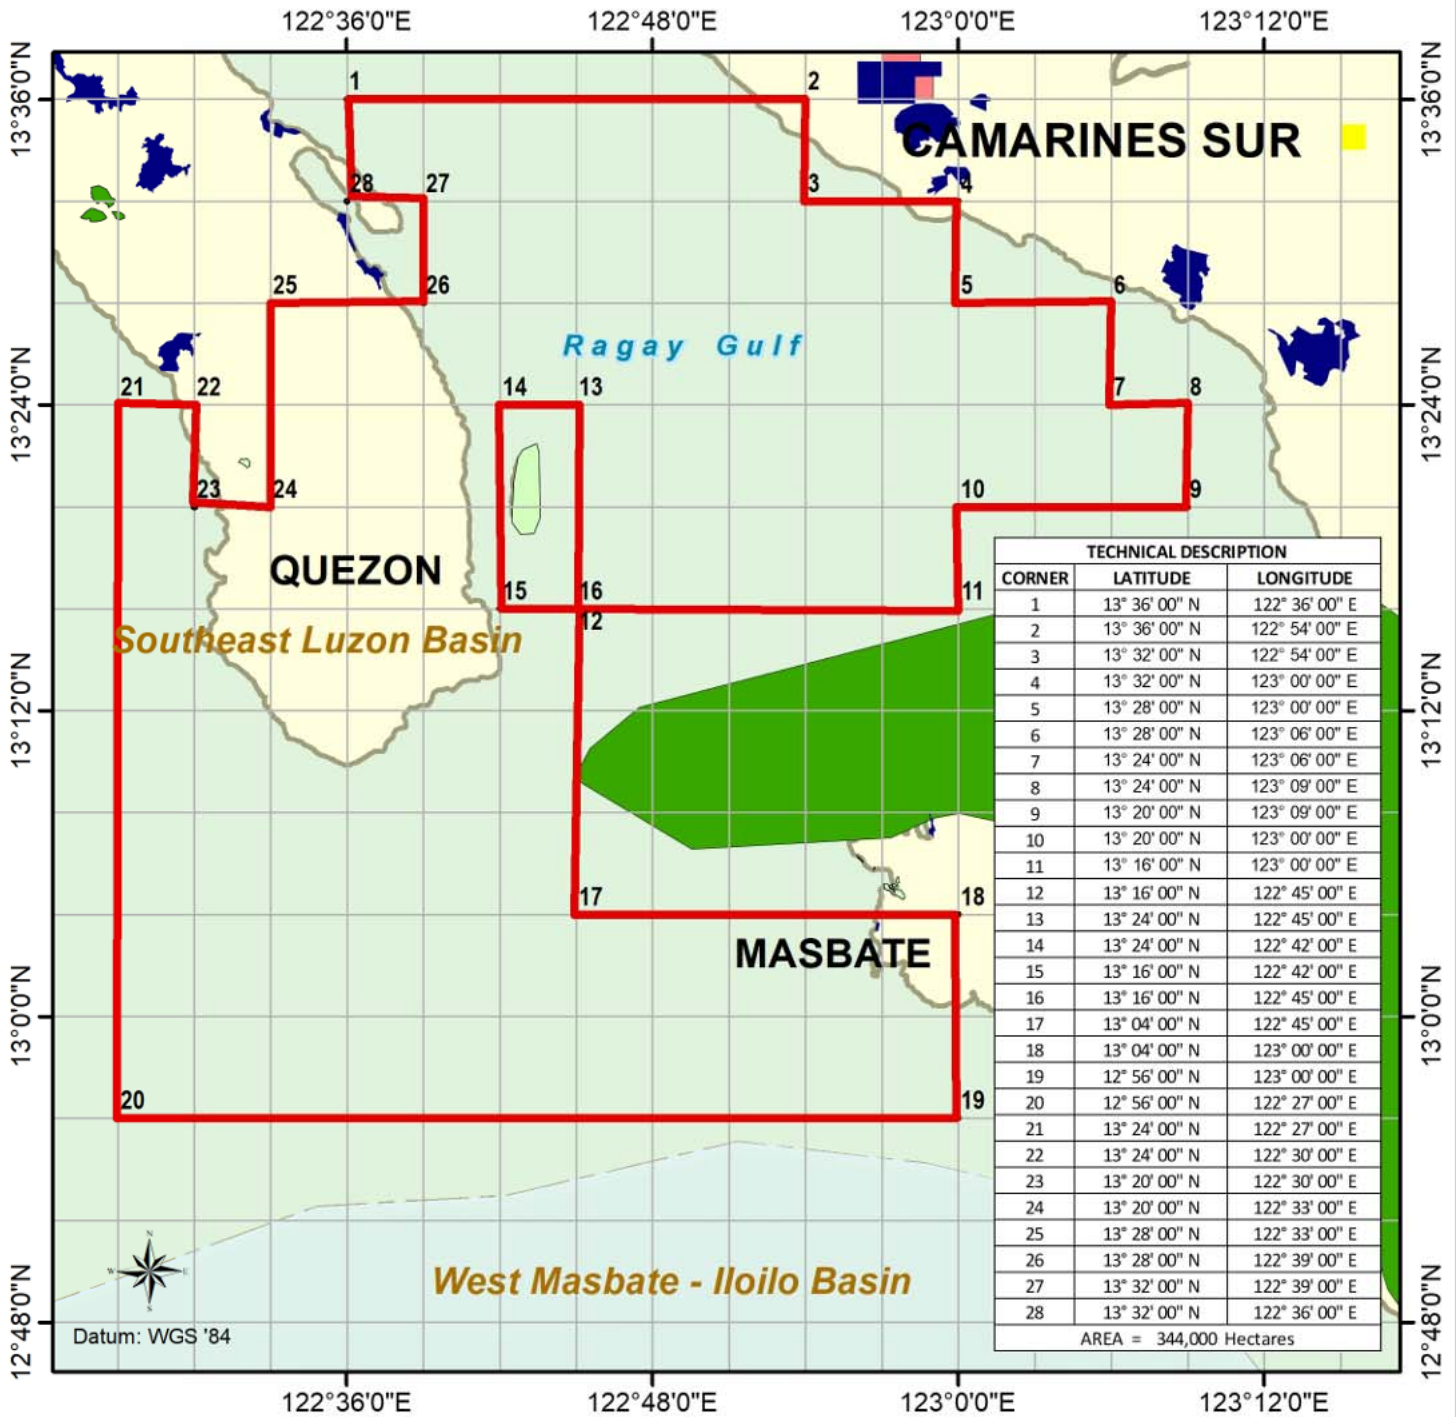 122°36'0"E 122°48'0"E 123°0'0"E 123°12'0"E
13°36'0"N
13°36'0"N
1 2
CAMARINES SUR
28 27 3 4
25 26 5 6
Ragay Gulf
21 22 14 13 7 8
13°24'0"N
13°24'0"N
23 24 10 9
QUEZON
15 16 11
12
Southeast Luzon Basin
13°12'0"N
13°12'0"N
17 18
MASBATE
13°0'0"N
13°0'0"N
20 19
West Masbate - Iloilo Basin
N
W E
S
Datum: WGS '84
12°48'0"N
12°48'0"N
TECHNICAL DESCRIPTION
CORNER LATITUDE LONGITUDE
1 13° 36' 00" N 122° 36' 00" E
2 13° 36' 00" N 122° 54' 00" E
3 13° 32' 00" N 122° 54' 00" E
4 13° 32' 00" N 123° 00' 00" E
5 13° 28' 00" N 123° 00' 00" E
6 13° 28' 00" N 123° 06' 00" E
7 13° 24' 00" N 123° 06' 00" E
8 13° 24' 00" N 123° 09' 00" E
9 13° 20' 00" N 123° 09' 00" E
10 13° 20' 00" N 123° 00' 00" E
11 13° 16' 00" N 123° 00' 00" E
12 13° 16' 00" N 122° 45' 00" E
13 13° 24' 00" N 122° 45' 00" E
14 13° 24' 00" N 122° 42' 00" E
15 13° 16' 00" N 122° 42' 00" E
16 13° 16' 00" N 122° 45' 00" E
17 13° 04' 00" N 122° 45' 00" E
18 13° 04' 00" N 123° 00' 00" E
19 12° 56' 00" N 123° 00' 00" E
20 12° 56' 00" N 122° 27' 00" E
21 13° 24' 00" N 122° 27' 00" E
22 13° 24' 00" N 122° 30' 00" E
23 13° 20' 00" N 122° 30' 00" E
24 13° 20' 00" N 122° 33' 00" E
25 13° 28' 00" N 122° 33' 00" E
26 13° 28' 00" N 122° 39' 00" E
27 13° 32' 00" N 122° 39' 00" E
28 13° 32' 00" N 122° 36' 00" E
AREA = 344,000 Hectares
122°36'0"E 122°48'0"E 123°0'0"E 123°12'0"E